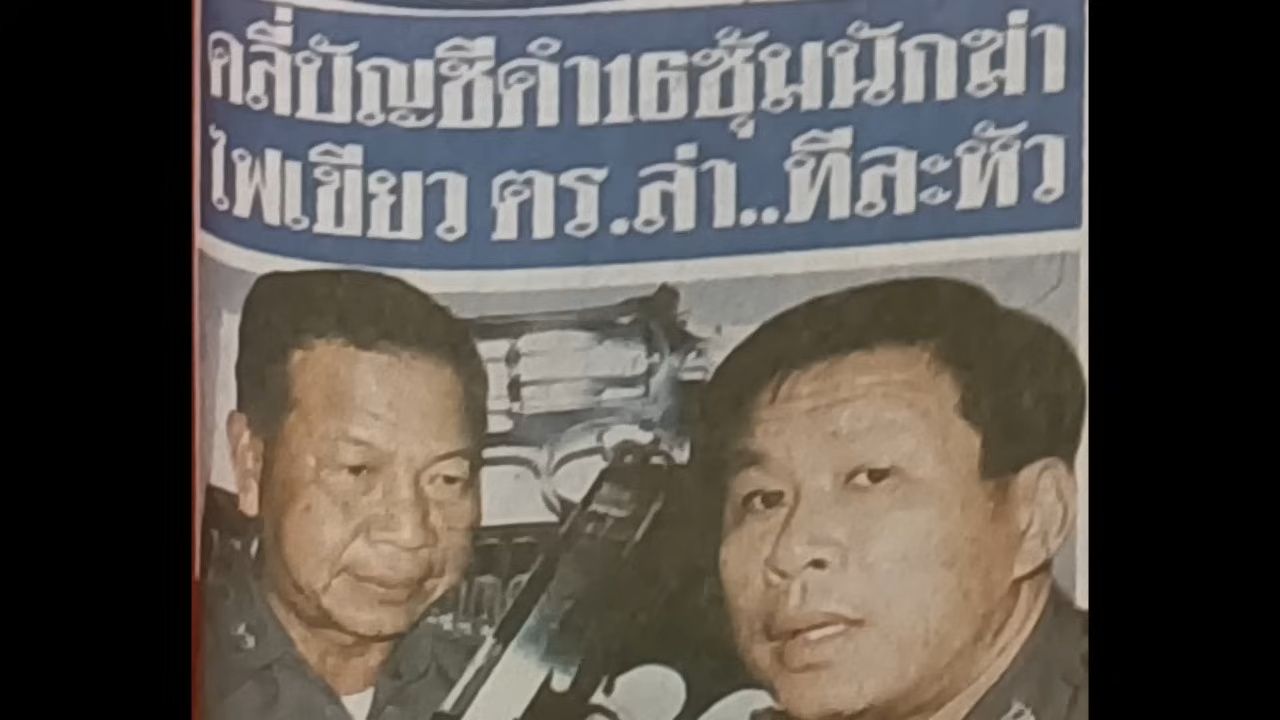 คลี่บัญชีดำ16ซุ้มนักฆ่า
ไฟเขียว ตร.ล่า..ทีละหัว